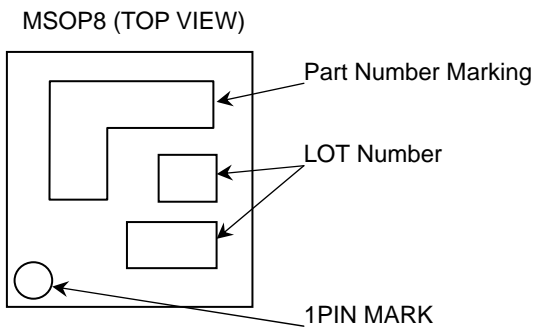 MSOP8 (TOP VIEW)
Part Number Marking
LOT Number
1PIN MARK